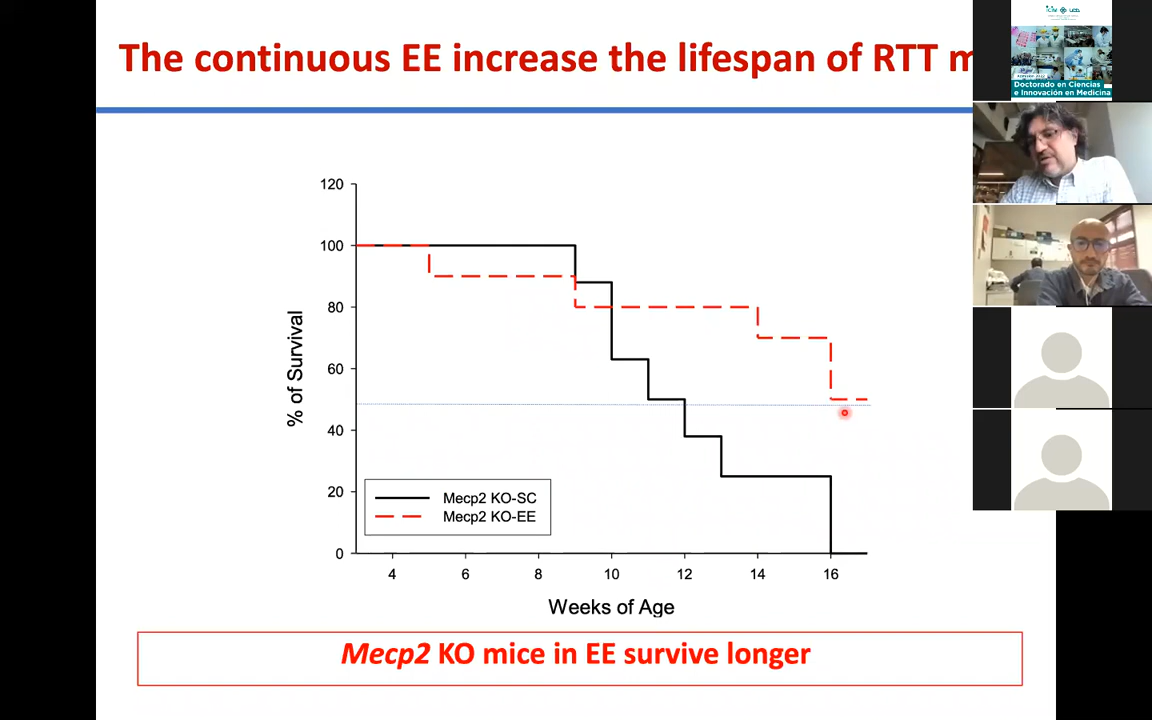 The continuous EE increase the lifespan of RTT m
120
100
80
60
40
20
0
% of Survival
Mecp2 KO-SC
Mecp2 KO-EE
4 6 8 10 12 14 16
Weeks of Age
Mecp2 KO mice in EE survive longer
Doctorado en Ciencias
e Innovación en Medicina